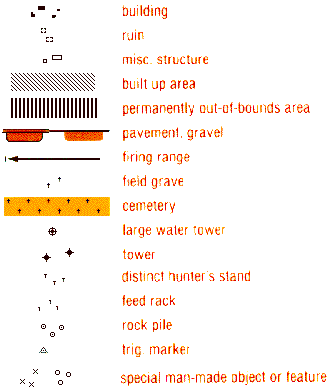 building
ruin
misc. structure
built up area
permanently out-of-bounds area
pavement, gravel
firing range
field grave
cemetery
large water tower
tower
distinct hunter's stand
feed rack
rock pile
trig. marker
special man-made object or feature